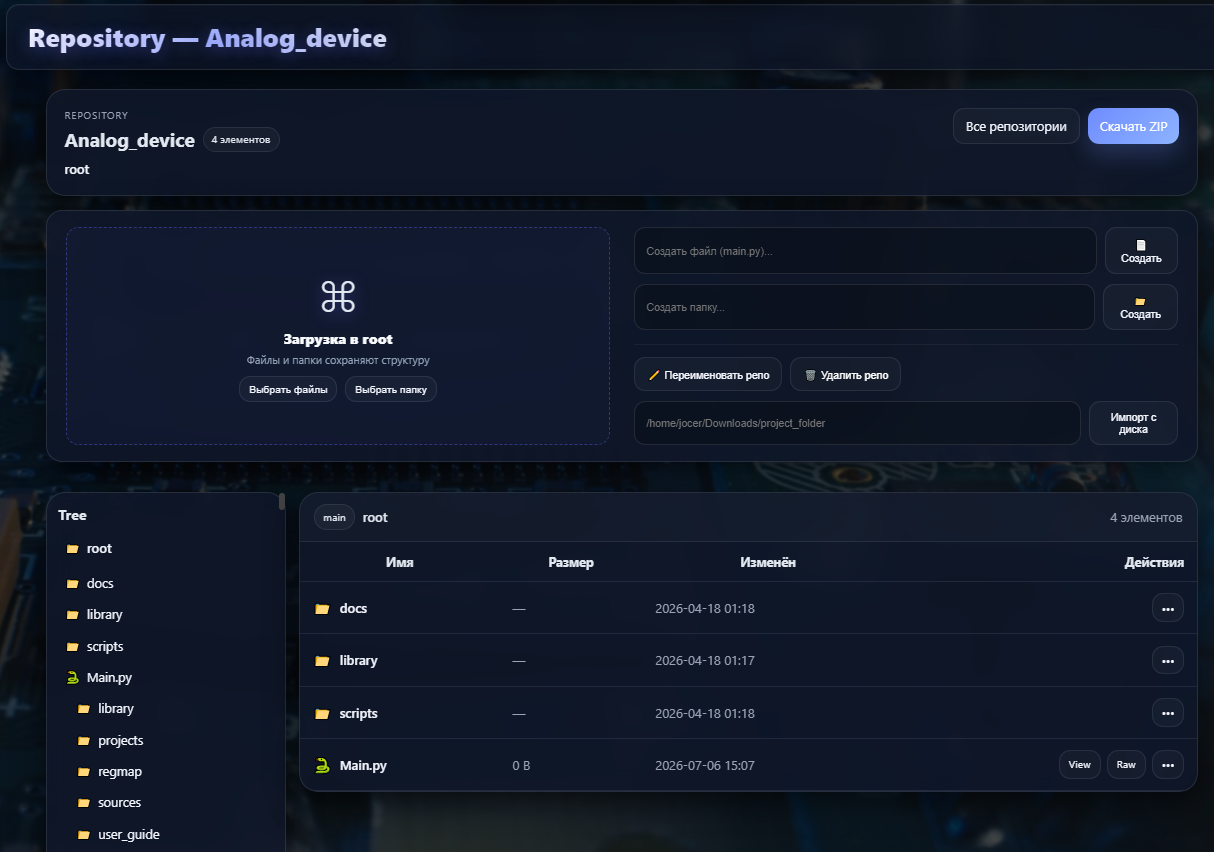 Repository — Analog_device
REPOSITORY
Analog_device 4 элементов
root
Все репозитории
Скачать ZIP
⌘
Загрузка в root
Файлы и папки сохраняют структуру
Выбрать файлы
Выбрать папку
Создать файл (main.py)...
Создать
Создать папку...
Создать
Переименовать репо
Удалить репо
/home/jocer/Downloads/project_folder
Импорт с
диска
Tree
root
docs
library
scripts
Main.py
library
projects
regmap
sources
user_guide
main root 4 элементов
Имя Размер Изменён Действия
docs — 2026-04-18 01:18 •••
library — 2026-04-18 01:17 •••
scripts — 2026-04-18 01:18 •••
Main.py 0 B 2026-07-06 15:07 View Raw •••